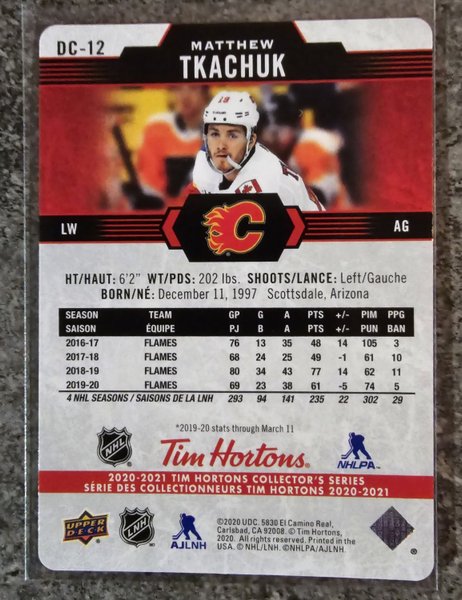 DC-12
MATTHEW
TKACHUK
19
LW
C
AG
HT/HAUT: 6'2" WT/PDS: 202 lbs. SHOOTS/LANCE: Left/Gauche
BORN/NÉ: December 11, 1997 Scottsdale, Arizona
SEASON TEAM GP G A PTS +/- PIM PPG
SAISON ÉQUIPE PJ B A PTS +/- PUN BAN
2016-17 FLAMES 76 13 35 48 14 105 3
2017-18 FLAMES 68 24 25 49 -1 61 10
2018-19 FLAMES 80 34 43 77 14 62 11
2019-20 FLAMES 69 23 38 61 -5 74 5
4 NHL SEASONS / SAISONS DE LA LNH 293 94 141 235 22 302 29
*2019-20 stats through March 11
NHL
Tim Hortons.
NHLPA
2020-2021 TIM HORTONS COLLECTOR'S SERIES
SÉRIE DES COLLECTIONNEURS TIM HORTONS 2020-2021
UPPER DECK
LNH
AJLNH
©2020 UDC. 5830 El Camino Real,
Carlsbad, CA 92008. © Tim Hortons,
2020. All rights reserved. Printed in the
USA. © NHL/LNH. ©NHLPA/AJLNH.